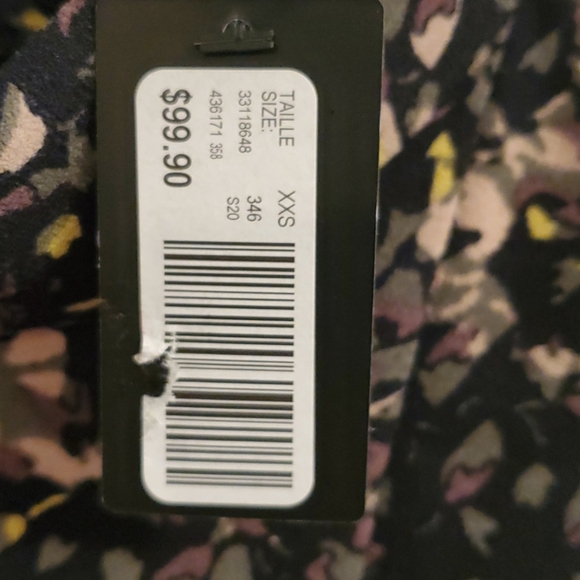 TAILLE
SIZE: XXS
33118648 346
436171 358 S20
$99.90